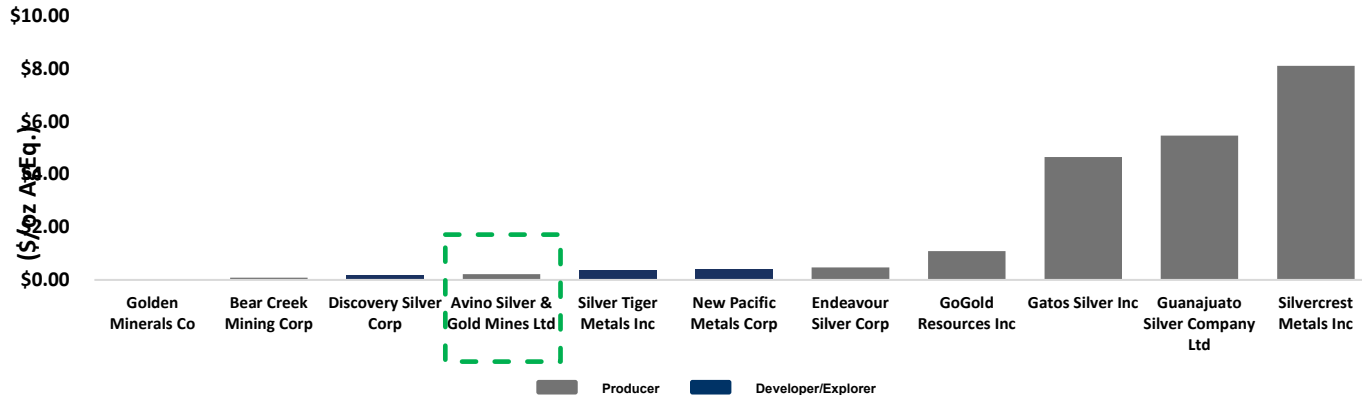 $10.00
$8.00
$6.00
$4.00
$2.00
$0.00
($/oz AgEq.)
Golden
Minerals Co
Bear Creek
Mining Corp
Discovery Silver
Corp
Avino Silver &
Gold Mines Ltd
Silver Tiger
Metals Inc
New Pacific
Metals Corp
Endeavour
Silver Corp
GoGold
Resources Inc
Gatos Silver Inc
Guanajuato
Silver Company
Ltd
Silvercrest
Metals Inc
Producer
Developer/Explorer